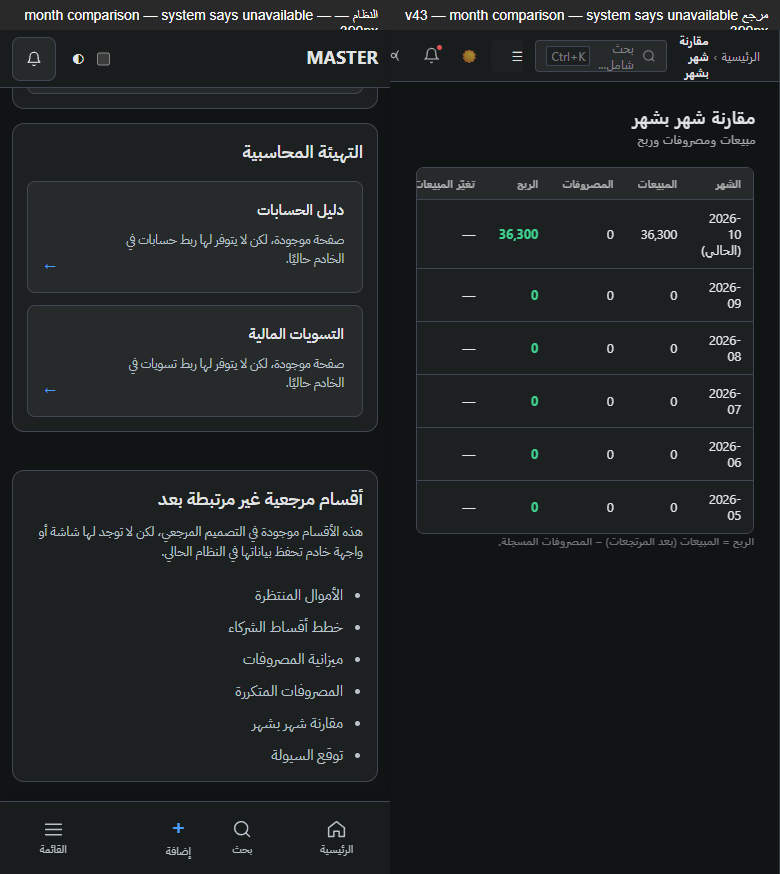 مرجع v43 — month comparison — system says unavailable
الرئيسية › مقارنة شهر بشهر
بحث شامل...
Ctrl+K
مقارنة شهر بشهر
مبيعات ومصروفات وربح
الشهر المبيعات المصروفات الربح تغيّر المبيعات
2026-10 (الحالي) 36,300 0 36,300 —
2026-09 0 0 0 —
2026-08 0 0 0 —
2026-07 0 0 0 —
2026-06 0 0 0 —
2026-05 0 0 0 —
الربح = المبيعات (بعد المرتجعات) − المصروفات المسجلة.
النظام — — month comparison — system says unavailable
MASTER
التهيئة المحاسبية
دليل الحسابات
صفحة موجودة، لكن لا يتوفر لها ربط حسابات في
الخادم حاليًا.
←
التسويات المالية
صفحة موجودة، لكن لا يتوفر لها ربط تسويات في
الخادم حاليًا.
←
أقسام مرجعية غير مرتبطة بعد
هذه الأقسام موجودة في التصميم المرجعي، لكن لا توجد لها شاشة أو
واجهة خادم تحفظ بياناتها في النظام الحالي.
• الأموال المنتظرة
• خطط أقساط الشركاء
• ميزانية المصروفات
• المصروفات المتكررة
• مقارنة شهر بشهر
• توقع السيولة
الرئيسية
بحث
+
إضافة
القائمة